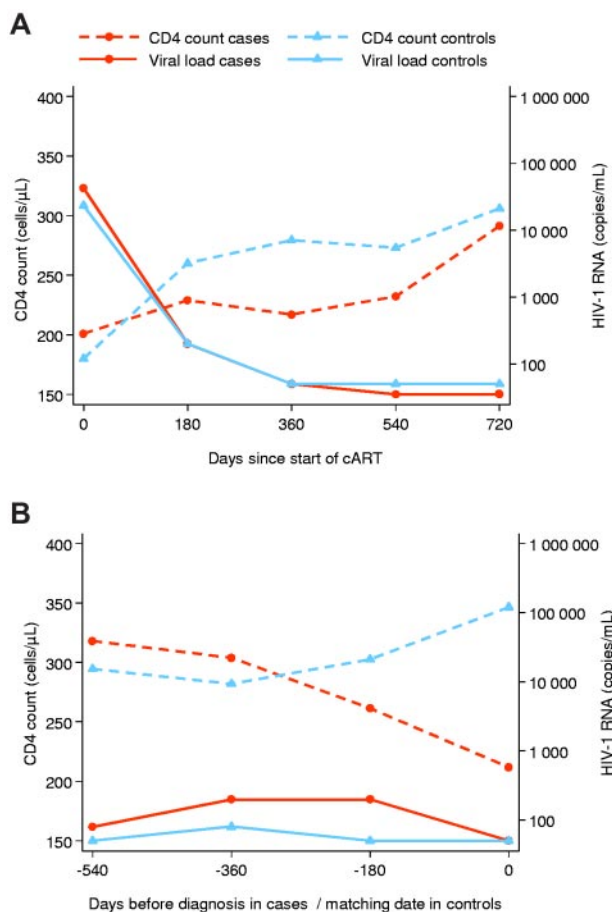 A
CD4 count cases
CD4 count controls
Viral load cases
Viral load controls
400
350
300
250
200
150
CD4 count (cells/µL)
1 000 000
100 000
10 000
1 000
100
HIV-1 RNA (copies/mL)
0 180 360 540 720
Days since start of cART
B
400
350
300
250
200
150
CD4 count (cells/µL)
1 000 000
100 000
10 000
1 000
100
HIV-1 RNA (copies/mL)
-540 -360 -180 0
Days before diagnosis in cases / matching date in controls